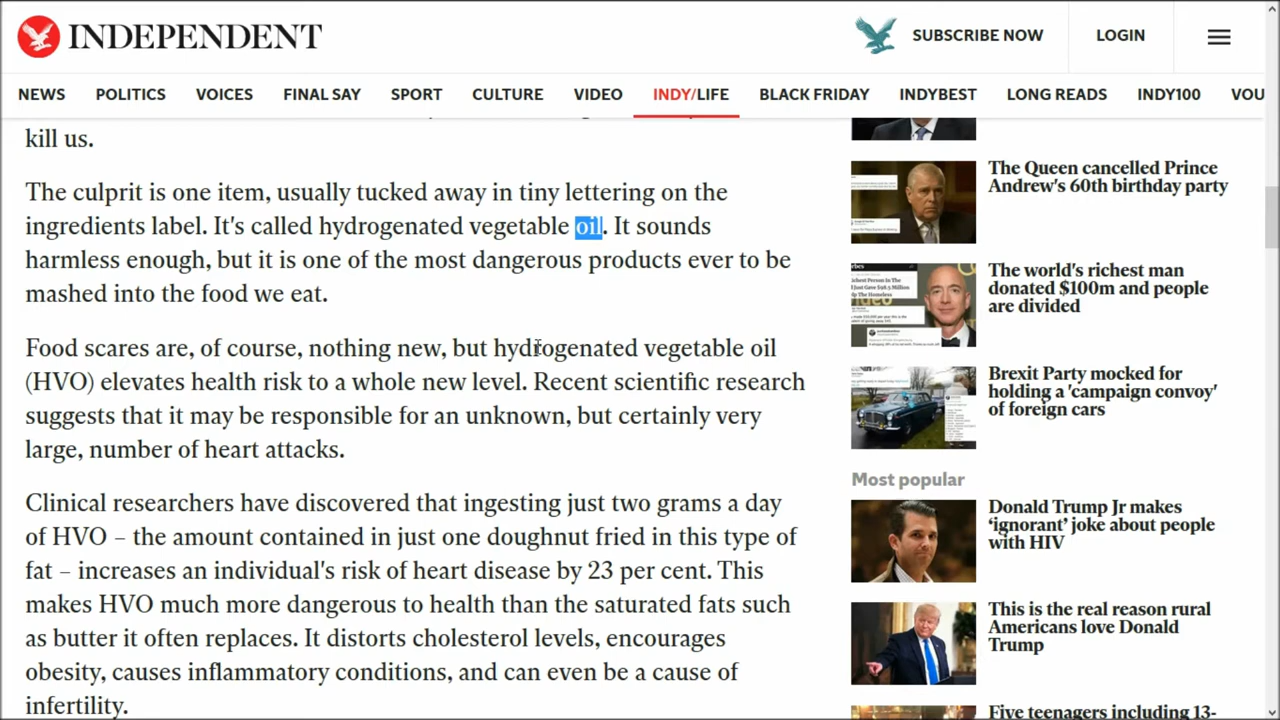 INDEPENDENT
SUBSCRIBE NOW
LOGIN
NEWS
POLITICS
VOICES
FINAL SAY
SPORT
CULTURE
VIDEO
INDY/LIFE
BLACK FRIDAY
INDYBEST
LONG READS
INDY100
VOU
kill us.
The culprit is one item, usually tucked away in tiny lettering on the
ingredients label. It's called hydrogenated vegetable oil. It sounds
harmless enough, but it is one of the most dangerous products ever to be
mashed into the food we eat.
Food scares are, of course, nothing new, but hydrogenated vegetable oil
(HVO) elevates health risk to a whole new level. Recent scientific research
suggests that it may be responsible for an unknown, but certainly very
large, number of heart attacks.
Clinical researchers have discovered that ingesting just two grams a day
of HVO – the amount contained in just one doughnut fried in this type of
fat – increases an individual's risk of heart disease by 23 per cent. This
makes HVO much more dangerous to health than the saturated fats such
as butter it often replaces. It distorts cholesterol levels, encourages
obesity, causes inflammatory conditions, and can even be a cause of
infertility.
The Queen cancelled Prince
Andrew's 60th birthday party
The world's richest man
donated $100m and people
are divided
Brexit Party mocked for
holding a 'campaign convoy'
of foreign cars
Most popular
Donald Trump Jr makes
‘ignorant’ joke about people
with HIV
This is the real reason rural
Americans love Donald
Trump
Five teenagers including 13-